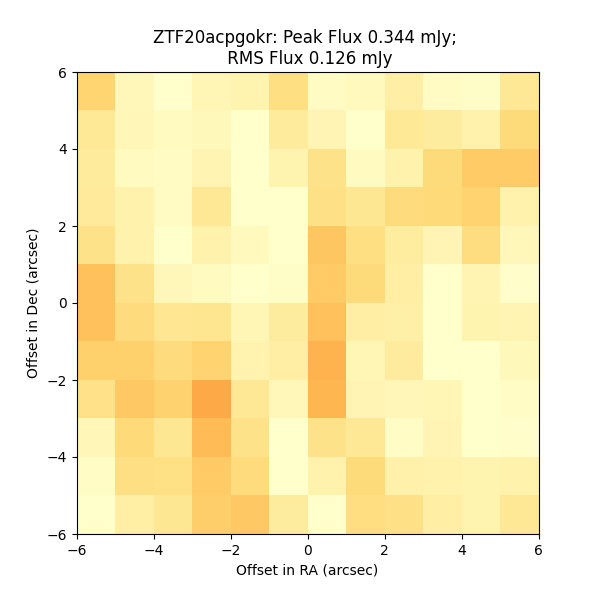 ZTF20acpgokr: Peak Flux 0.344 mJy;
RMS Flux 0.126 mJy
6
4
2
0
−2
−4
−6
Offset in Dec (arcsec)
−6 −4 −2 0 2 4 6
Offset in RA (arcsec)